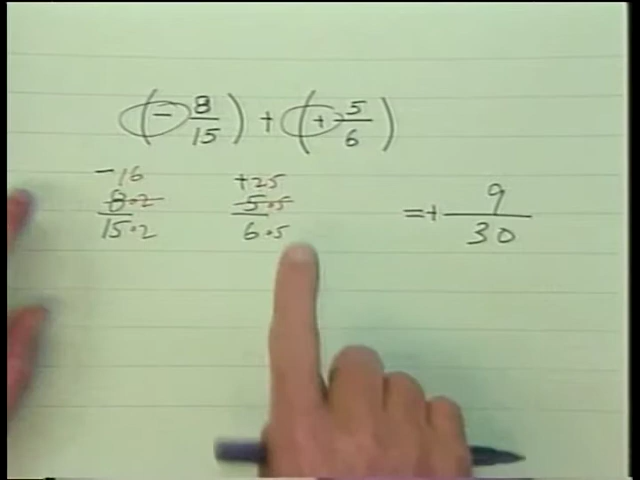 (- 8/15) + (+ 5/6)
-16 +25
8·2 5·5 9
15·2 6·5 =+ 30